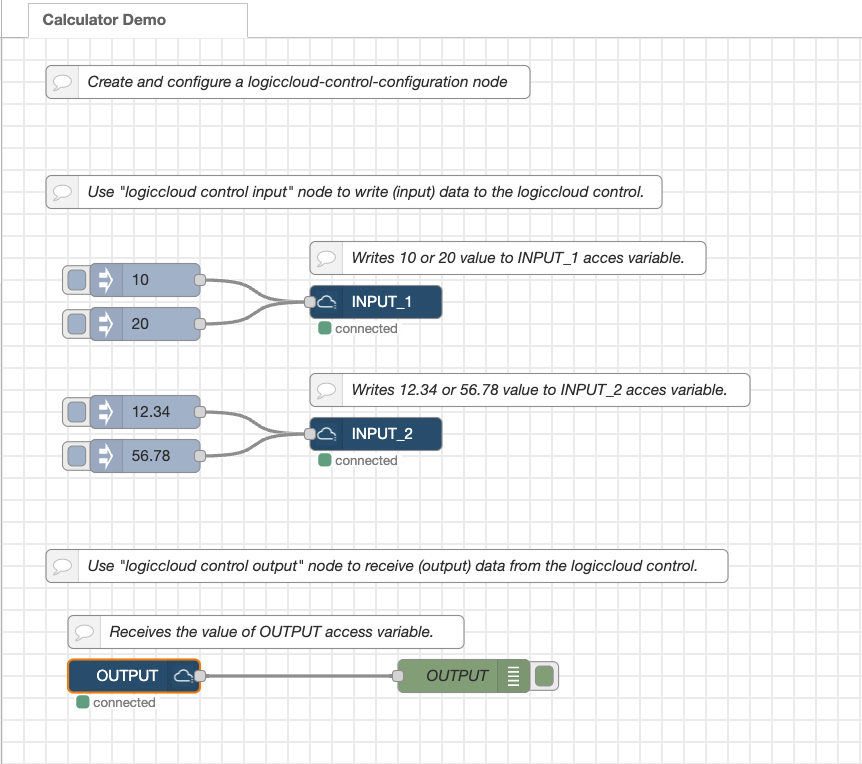 Calculator Demo
Create and configure a logiccloud-control-configuration node
Use "logiccloud control input" node to write (input) data to the logiccloud control.
Writes 10 or 20 value to INPUT_1 acces variable.
10
INPUT_1
20
connected
Writes 12.34 or 56.78 value to INPUT_2 acces variable.
12.34
INPUT_2
56.78
connected
Use "logiccloud control output" node to receive (output) data from the logiccloud control.
Receives the value of OUTPUT access variable.
OUTPUT
OUTPUT
connected